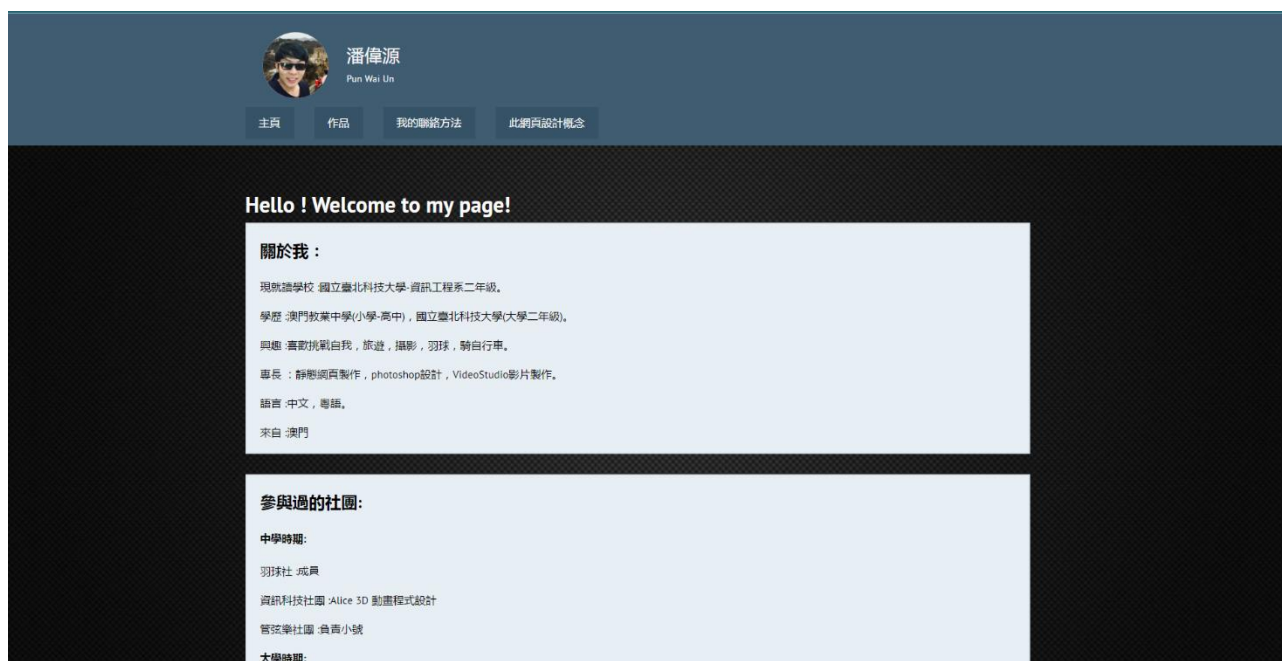 潘偉源
Pun Wai Un
主頁 作品 我的聯絡方法 此網頁設計概念
Hello ! Welcome to my page!
關於我：
現就讀學校 :國立臺北科技大學-資訊工程系二年級。
學歷 :澳門教業中學(小學-高中)，國立臺北科技大學(大學二年級)。
興趣 :喜歡挑戰自我，旅遊，攝影，羽球，騎自行車。
專長 ：靜態網頁製作，photoshop設計，VideoStudio影片製作。
語言 :中文，粵語。
來自 :澳門
參與過的社團:
中學時期:
羽球社 :成員
資訊科技社團 :Alice 3D 動畫程式設計
管弦樂社團 :負責小號
大學時期: